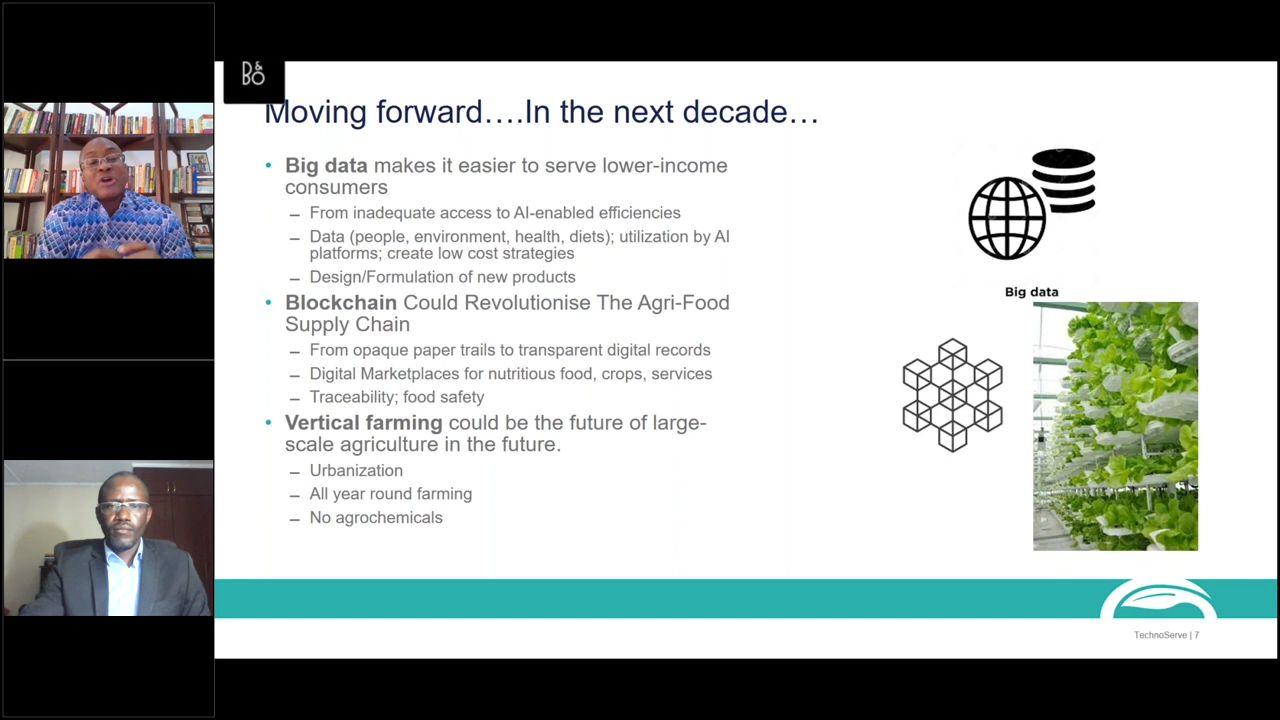 B&O
Moving forward….In the next decade…
• Big data makes it easier to serve lower-income
consumers
– From inadequate access to AI-enabled efficiencies
– Data (people, environment, health, diets); utilization by AI
platforms; create low cost strategies
– Design/Formulation of new products
• Blockchain Could Revolutionise The Agri-Food
Supply Chain
– From opaque paper trails to transparent digital records
– Digital Marketplaces for nutritious food, crops, services
– Traceability; food safety
• Vertical farming could be the future of large-
scale agriculture in the future.
– Urbanization
– All year round farming
– No agrochemicals
Big data
TechnoServe | 7